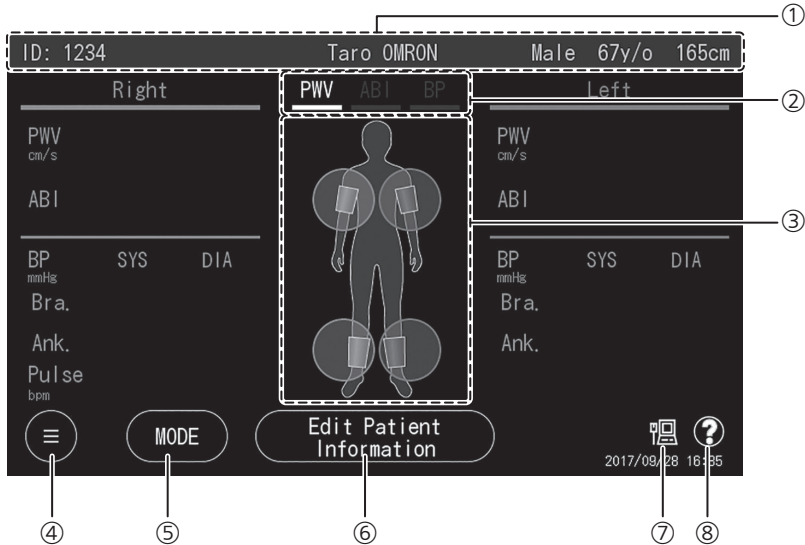 ①
ID: 1234 Taro OMRON Male 67y/o 165cm
Right PWV ABI BP Left
②
PWV PWV
cm/s cm/s
③
ABI ABI
BP SYS DIA BP SYS DIA
mmHg mmHg
Bra. Bra.
Ank. Ank.
Pulse
bpm
MODE Edit Patient
Information
?
2017/09/28
④ ⑤ ⑥ ⑦ ⑧